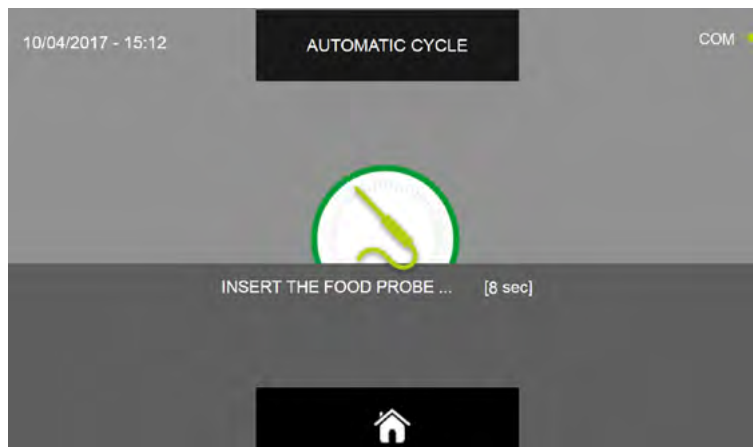 10/04/2017 - 15:12
AUTOMATIC CYCLE
COM
INSERT THE FOOD PROBE ... [8 sec]